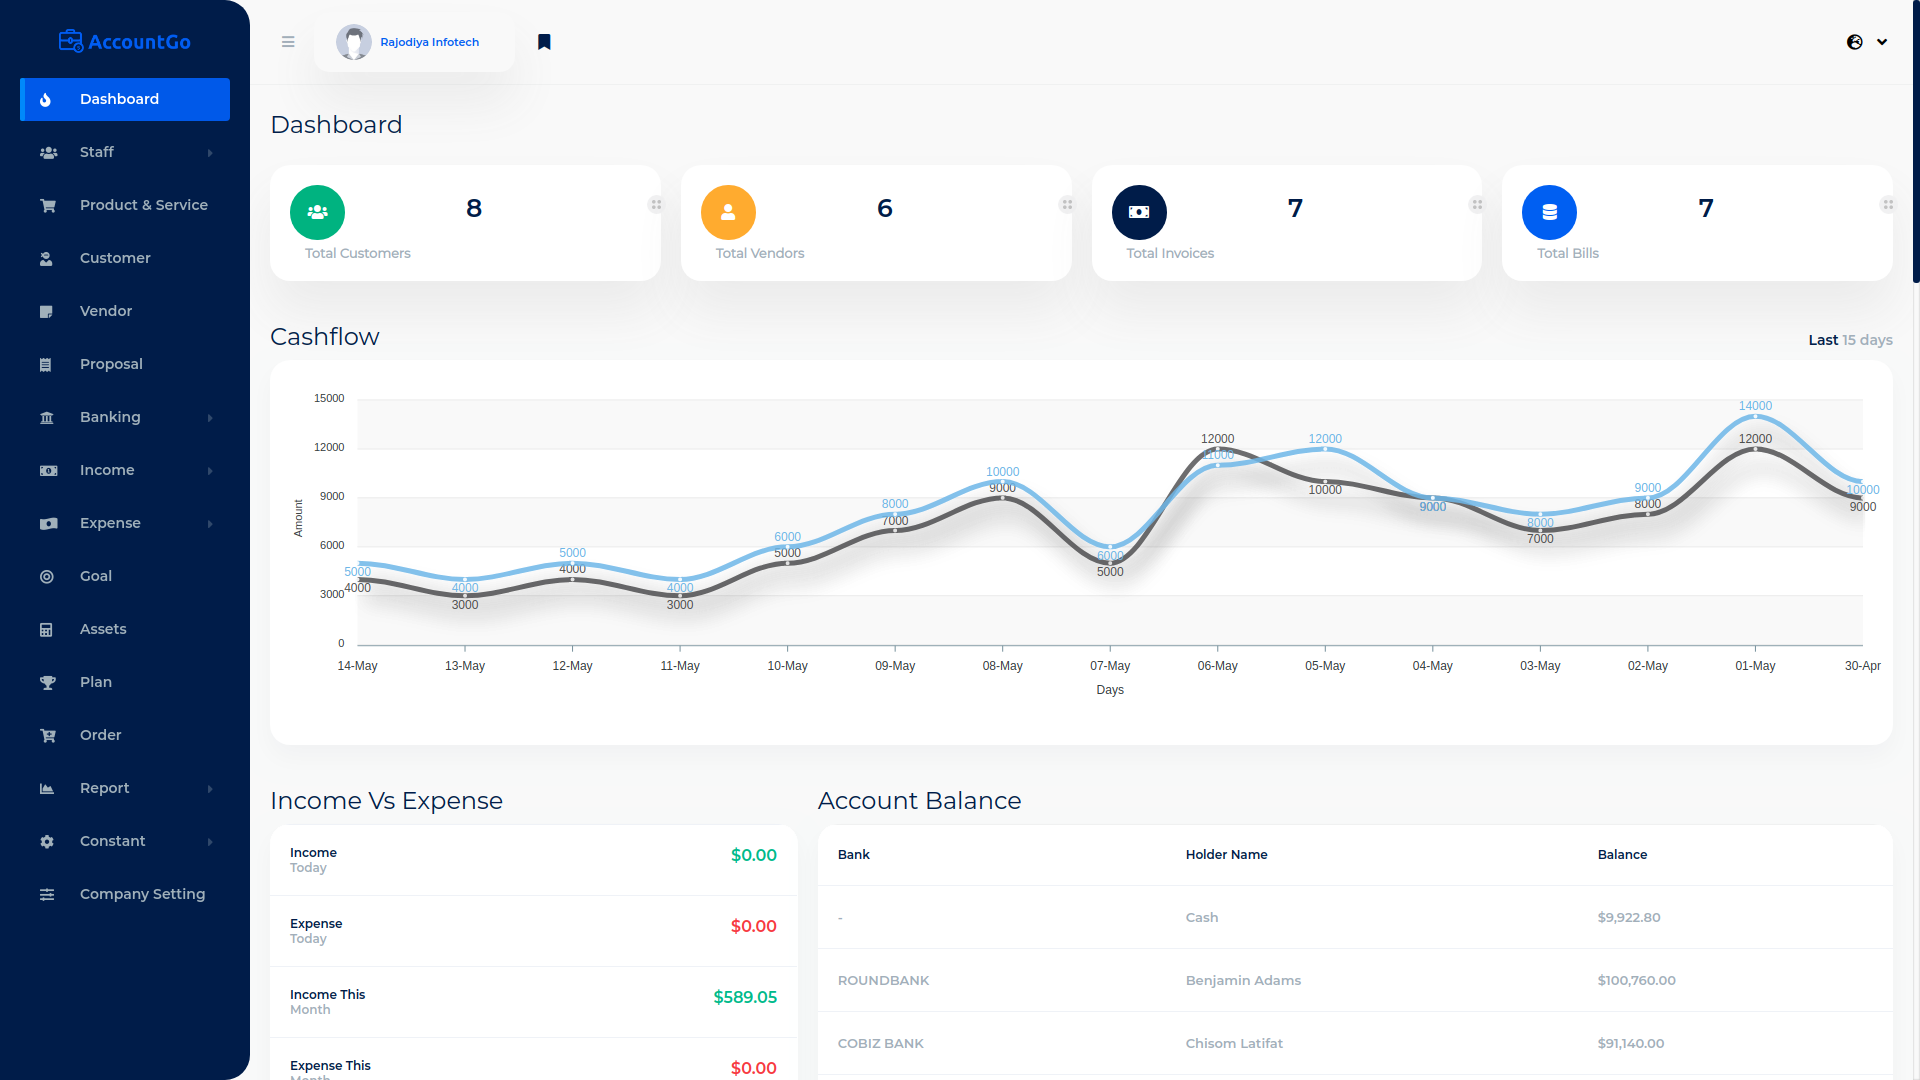 AccountGo
Rajodiya Infotech
Dashboard
Staff
Product & Service
Customer
Vendor
Proposal
Banking
Income
Expense
Goal
Assets
Plan
Order
Report
Constant
Company Setting
Dashboard
8
Total Customers
6
Total Vendors
7
Total Invoices
7
Total Bills
Cashflow
Last 15 days
15000
12000
9000
6000
3000
0
Amount
5000 4000 5000 4000 6000 8000 10000 6000 11000 12000 9000 8000 9000 14000 10000
4000 3000 4000 3000 5000 7000 9000 5000 12000 10000 7000 8000 12000 9000
14-May 13-May 12-May 11-May 10-May 09-May 08-May 07-May 06-May 05-May 04-May 03-May 02-May 01-May 30-Apr
Days
Income Vs Expense
Income
Today
$0.00
Expense
Today
$0.00
Income This
Month
$589.05
Expense This
Month
$0.00
Account Balance
Bank Holder Name Balance
- Cash $9,922.80
ROUNDBANK Benjamin Adams $100,760.00
COBIZ BANK Chisom Latifat $91,140.00